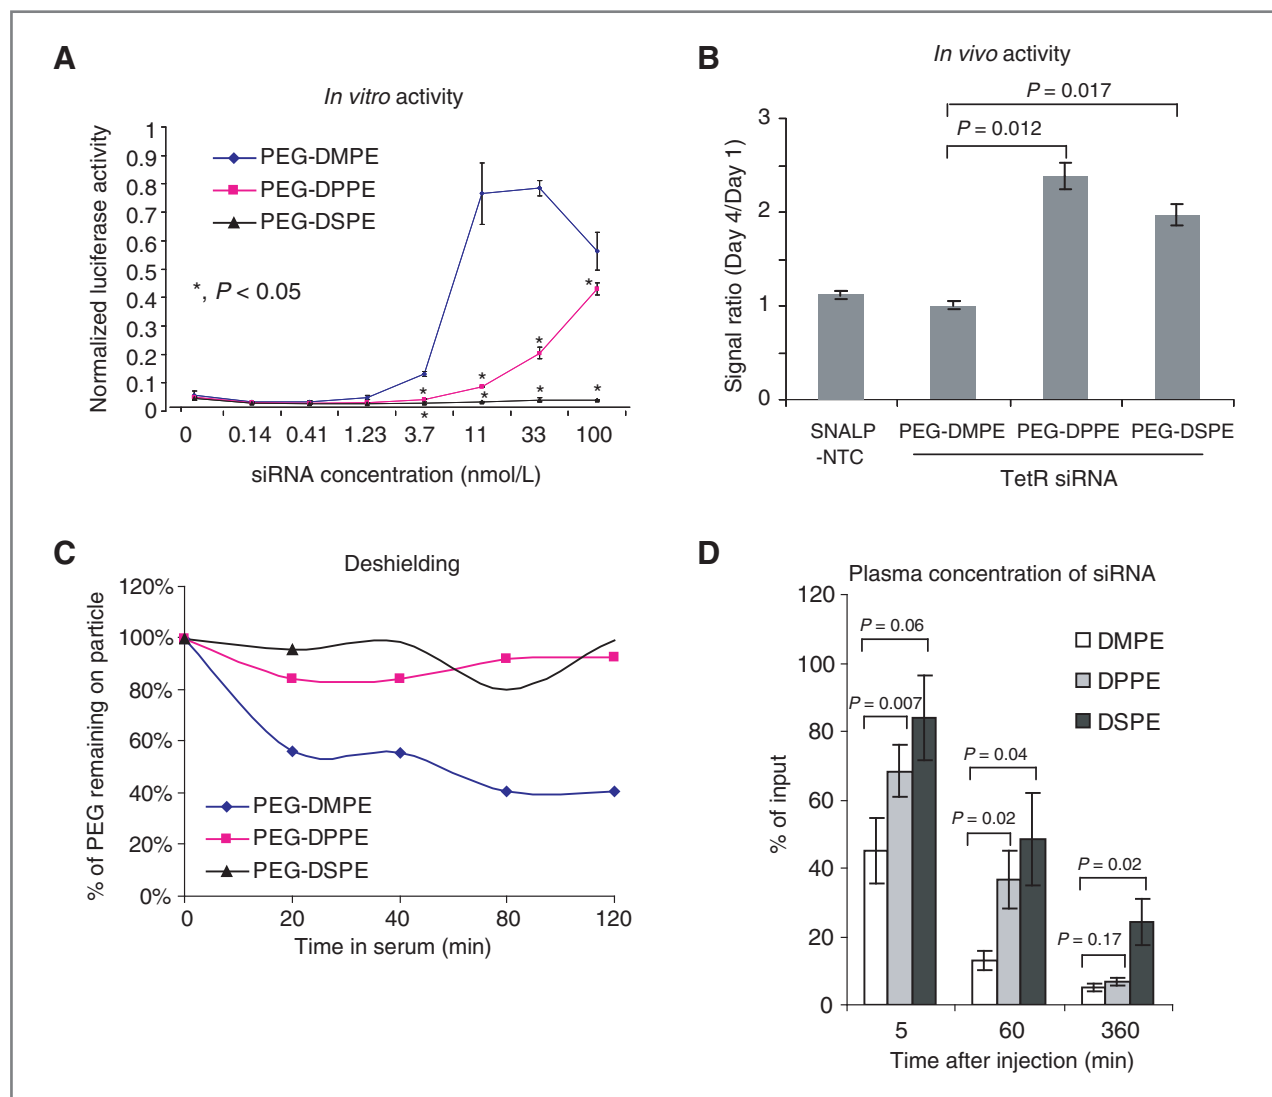 A
In vitro activity
Normalized luciferase activity
1
0.9
0.8
0.7
0.6
0.5
0.4
0.3
0.2
0.1
0
PEG-DMPE
PEG-DPPE
PEG-DSPE
*, P < 0.05
*
*
*
*
*
*
*
*
0 0.14 0.41 1.23 3.7 11 33 100
siRNA concentration (nmol/L)
B
In vivo activity
P = 0.017
P = 0.012
Signal ratio (Day 4/Day 1)
3
2
1
0
SNALP
-NTC
PEG-DMPE PEG-DPPE PEG-DSPE
TetR siRNA
C
Deshielding
% of PEG remaining on particle
120%
100%
80%
60%
40%
20%
0%
PEG-DMPE
PEG-DPPE
PEG-DSPE
0 20 40 80 120
Time in serum (min)
D
Plasma concentration of siRNA
% of input
120
100
80
60
40
20
0
P = 0.06
P = 0.007
P = 0.04
P = 0.02
P = 0.02
P = 0.17
DMPE
DPPE
DSPE
5 60 360
Time after injection (min)